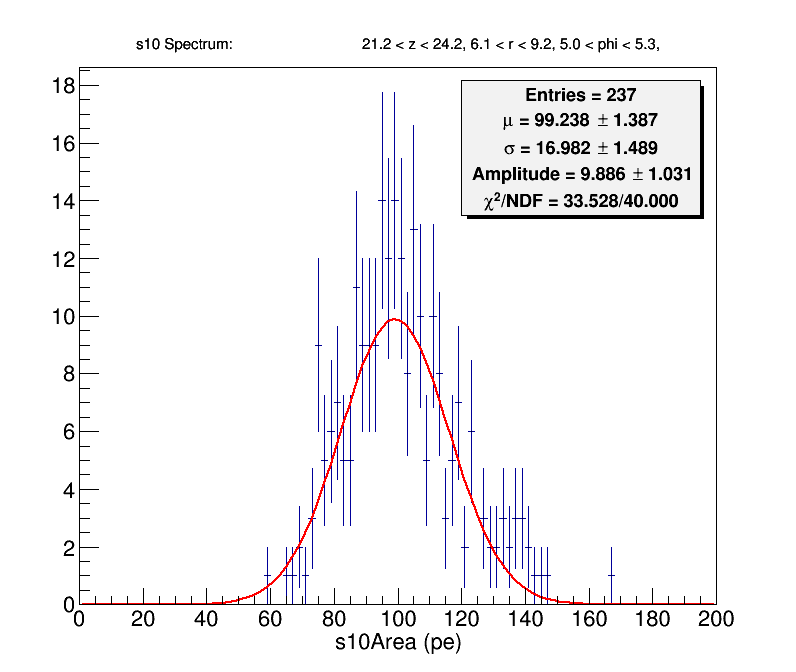 s10 Spectrum: 21.2 < z < 24.2, 6.1 < r < 9.2, 5.0 < phi < 5.3,
Entries = 237
μ = 99.238 ± 1.387
σ = 16.982 ± 1.489
Amplitude = 9.886 ± 1.031
χ²/NDF = 33.528/40.000
18
16
14
12
10
8
6
4
2
0
0 20 40 60 80 100 120 140 160 180 200
s10Area (pe)